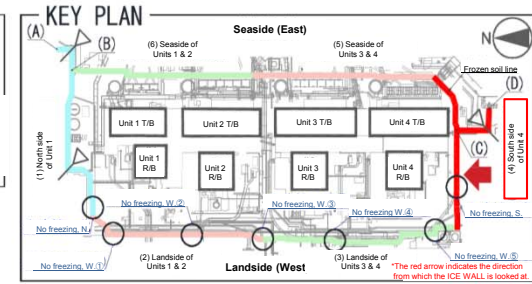 KEY PLAN
Seaside (East)
N
(A)
(B)
(6) Seaside of
Units 1 & 2
(5) Seaside of
Units 3 & 4
Frozen soil line
(D)
(1) North side
of Unit 1
Unit 1 T/B
Unit 2 T/B
Unit 3 T/B
Unit 4 T/B
(C)
(4) South side
of Unit 4
Unit 1
R/B
Unit 2
R/B
Unit 3
R/B
Unit 4
R/B
No freezing, W.②
No freezing, W.③
No freezing W.④
No freezing, S.
No freezing, N.
No freezing, W.①
(2) Landside of
Units 1 & 2
Landside (West
(3) Landside of
Units 3 & 4
No freezing, W.⑤
*The red arrow indicates the direction
from which the ICE WALL is looked at.